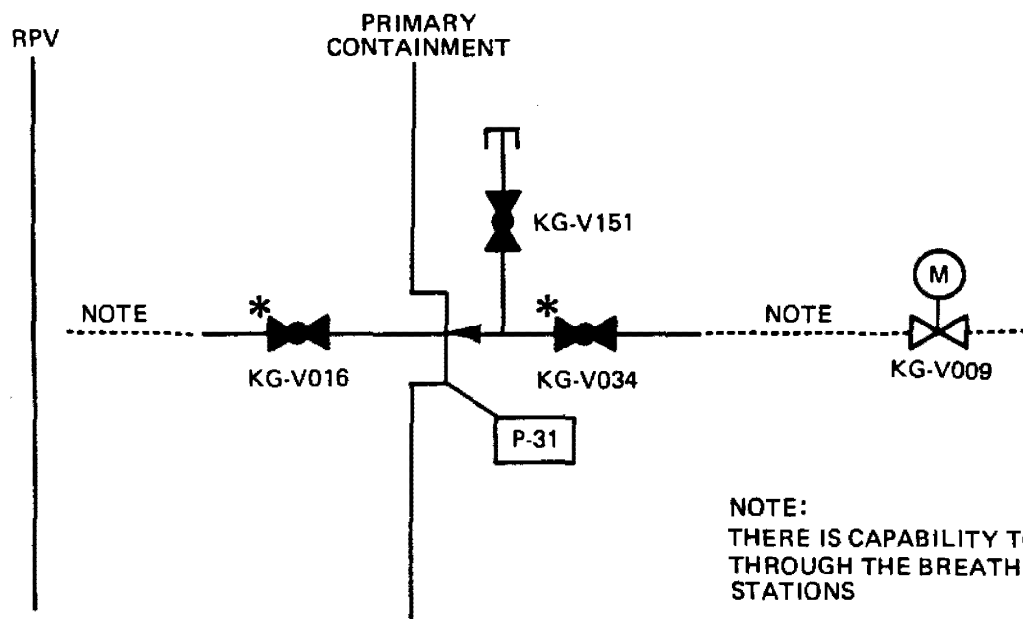 RPV
PRIMARY
CONTAINMENT
KG-V151
M
NOTE
*
*
NOTE
KG-V016
KG-V034
KG-V009
P-31
NOTE:
THERE IS CAPABILITY
THROUGH THE BREATH
STATIONS